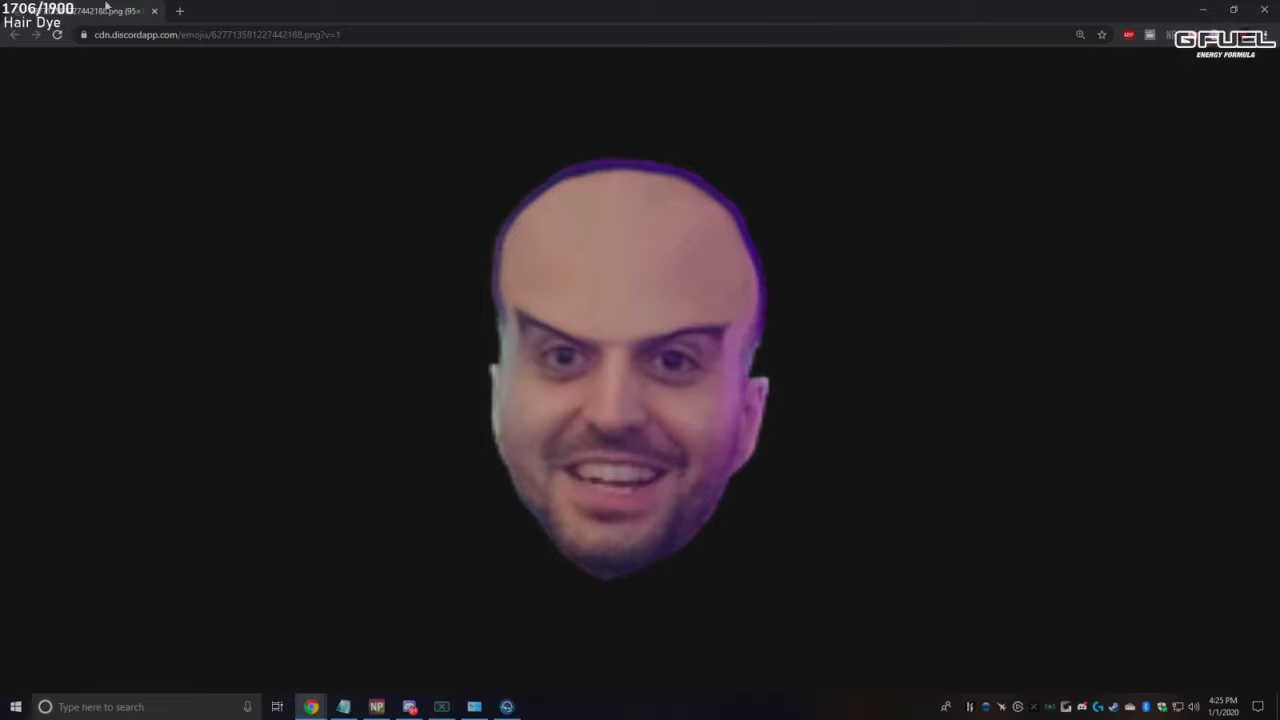 1706/1900
Hair Dye
cdn.discordapp.com/emojis/627713581227442188.png?v=1
GFUEL
ENERGY FORMULA
Type here to search
4:25 PM
1/1/2020